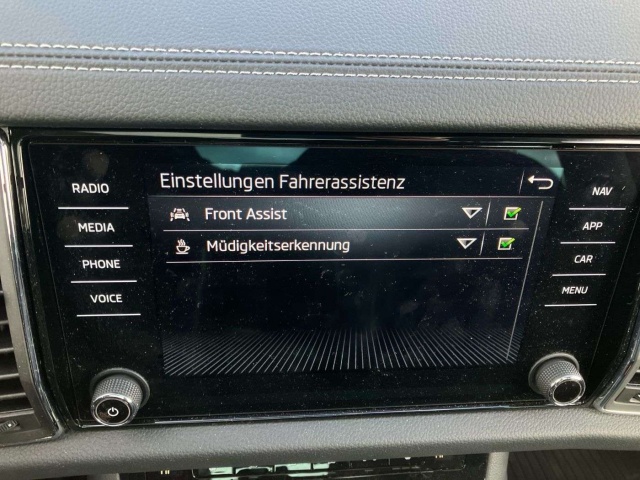 Einstellungen Fahrerassistenz
Front Assist
Müdigkeitserkennung
RADIO
MEDIA
PHONE
VOICE
NAV
APP
CAR
MENU